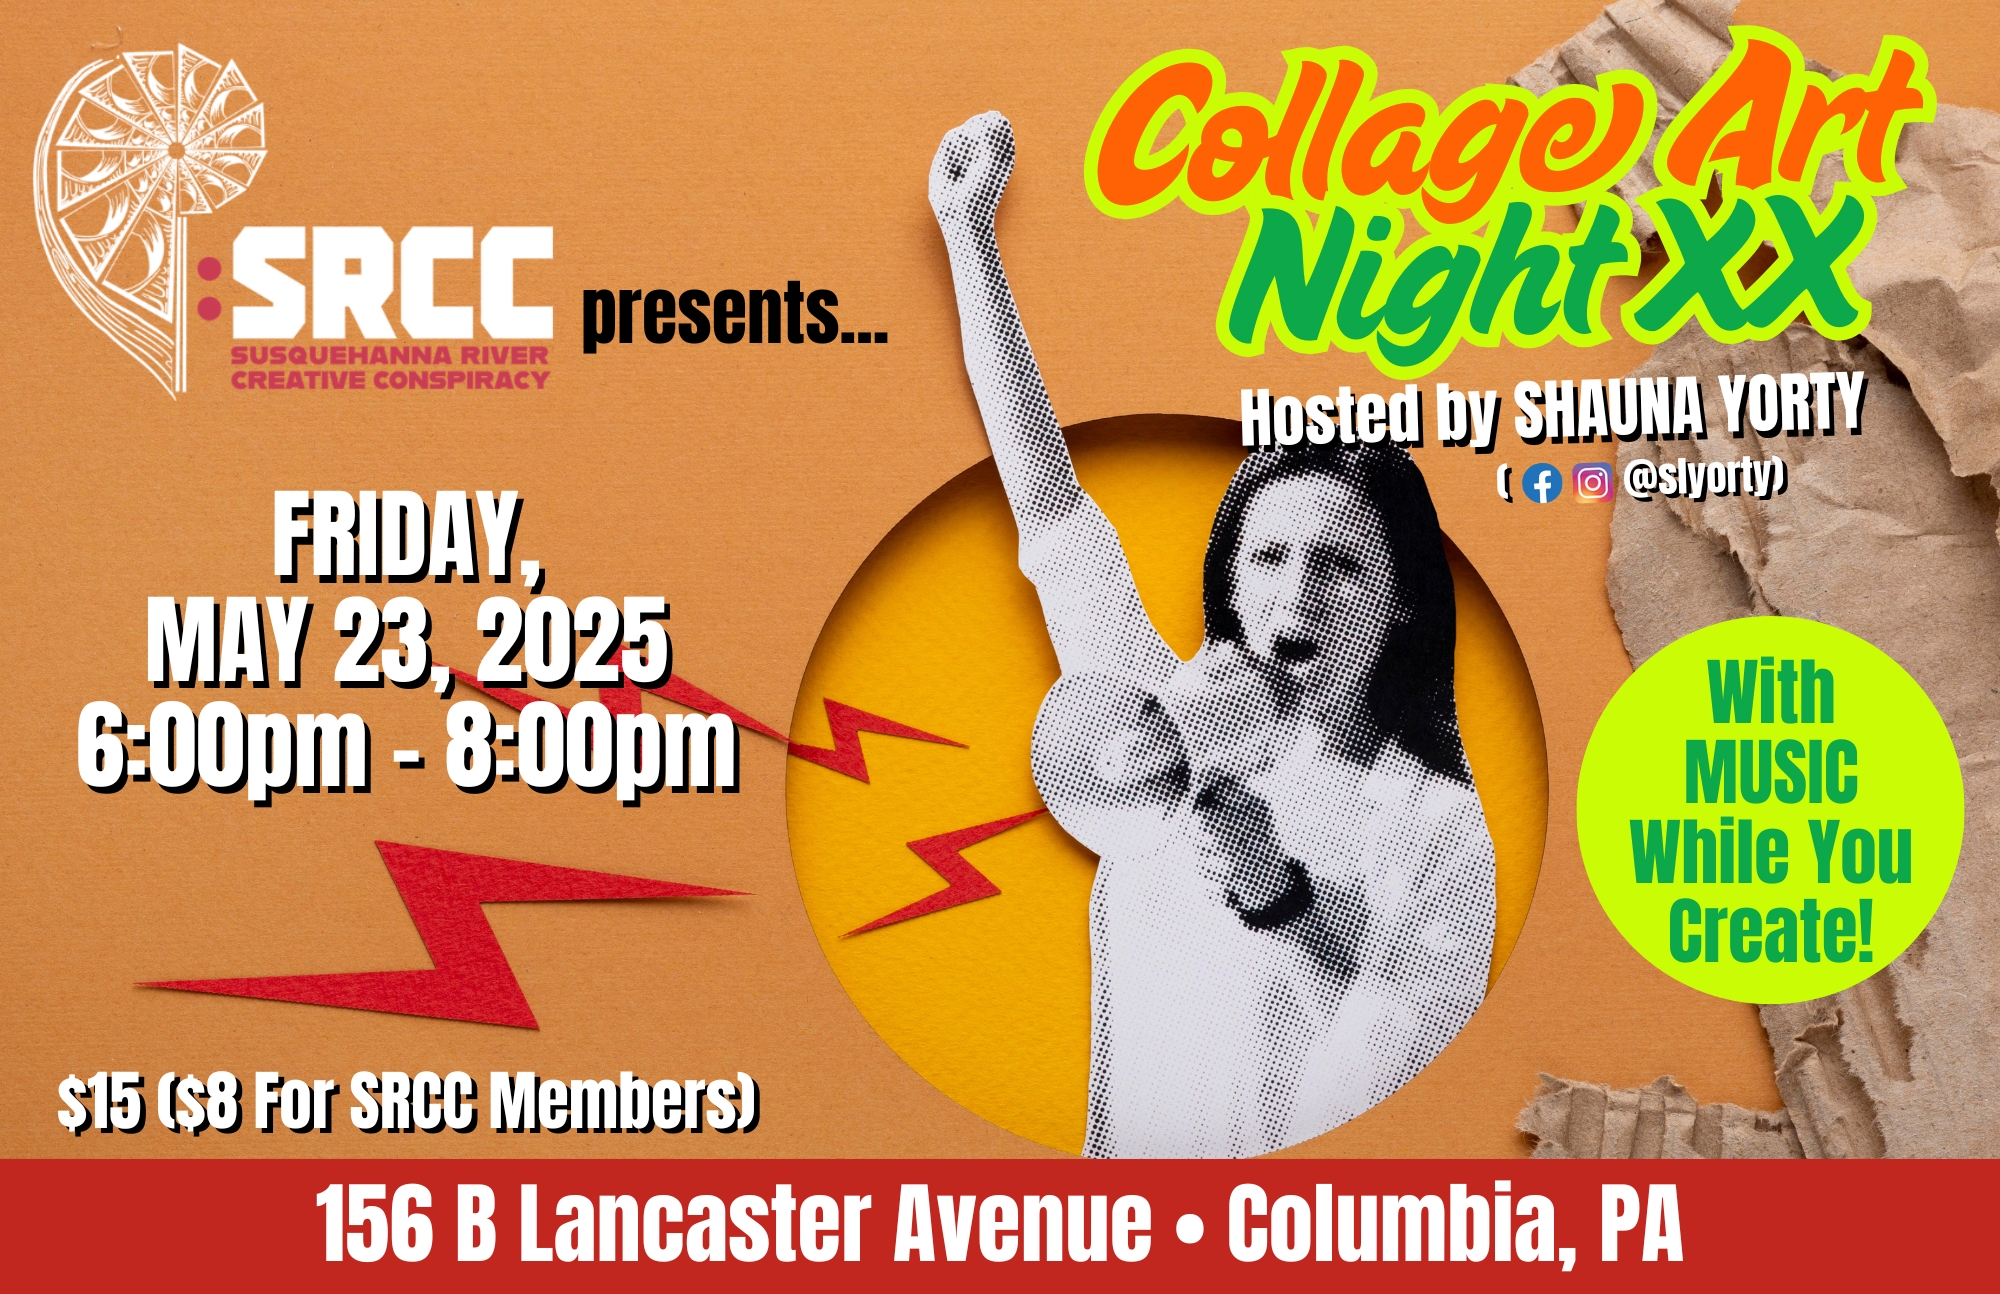 :SRCC
SUSQUEHANNA RIVER
CREATIVE CONSPIRACY
presents...
Collage Art
Night XX
Hosted by SHAUNA YORTY
( @slyorty)
FRIDAY,
MAY 23, 2025
6:00pm - 8:00pm
With
MUSIC
While You
Create!
$15 ($8 For SRCC Members)
156 B Lancaster Avenue • Columbia, PA